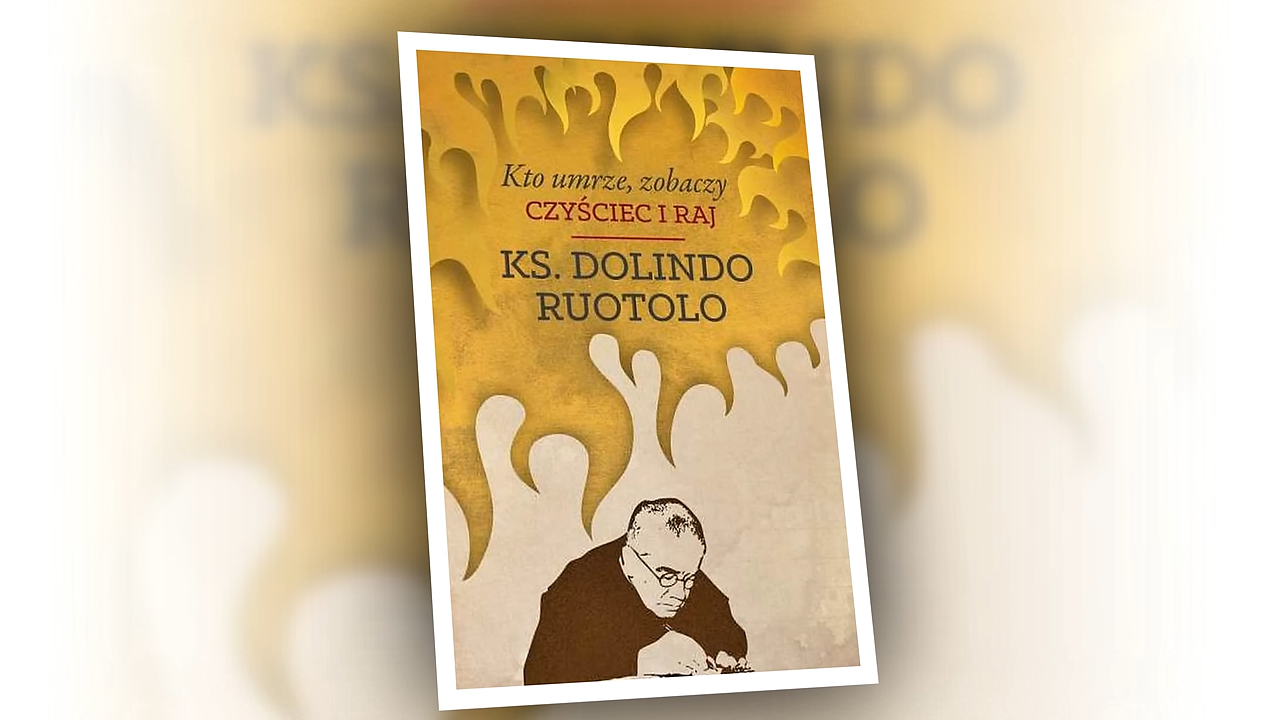 Kto umrze, zobaczy
CZYŚCIEC I RAJ
KS. DOLINDO
RUOTOLO